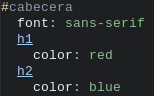 #cabecera
  font: sans-serif
  h1
    color: red
  h2
    color: blue